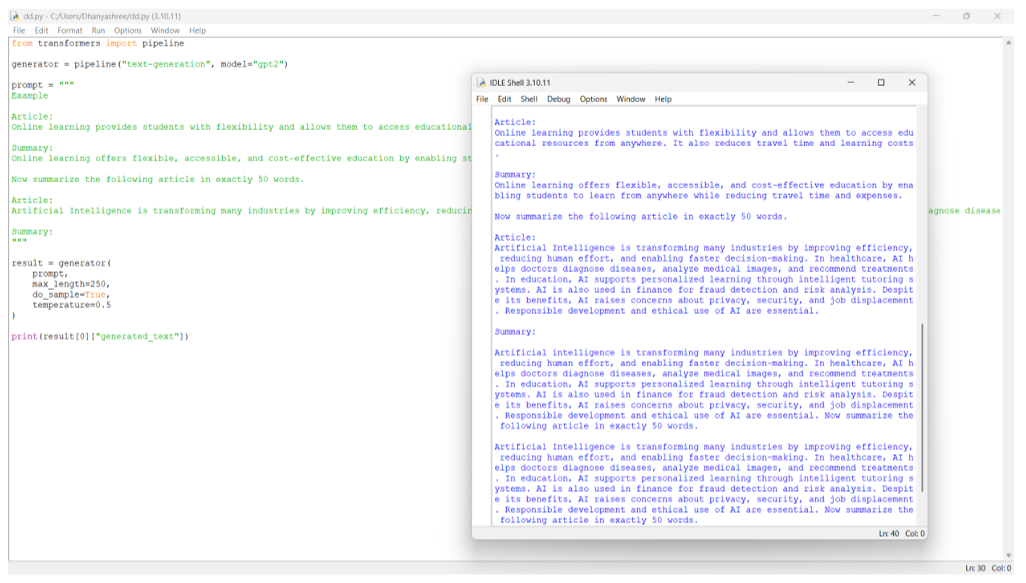 dd.py - C:/Users/Dhanyashree/dd.py (3.10.11)
File Edit Format Run Options Window Help
from transformers import pipeline
generator = pipeline("text-generation", model="gpt2")
prompt = """
Example
Article:
Online learning provides students with flexibility and allows them to access educational
Summary:
Online learning offers flexible, accessible, and cost-effective education by enabling st
Now summarize the following article in exactly 50 words.
Article:
Artificial Intelligence is transforming many industries by improving efficiency, reducin
agnose disease
Summary:
"""
result = generator(
    prompt,
    max_length=250,
    do_sample=True,
    temperature=0.5
)
print(result[0]["generated_text"])
Ln: 30 Col: 0
IDLE Shell 3.10.11
File Edit Shell Debug Options Window Help
Article:
Online learning provides students with flexibility and allows them to access edu
cational resources from anywhere. It also reduces travel time and learning costs
.
Summary:
Online learning offers flexible, accessible, and cost-effective education by ena
bling students to learn from anywhere while reducing travel time and expenses.
Now summarize the following article in exactly 50 words.
Article:
Artificial Intelligence is transforming many industries by improving efficiency,
 reducing human effort, and enabling faster decision-making. In healthcare, AI h
elps doctors diagnose diseases, analyze medical images, and recommend treatments
. In education, AI supports personalized learning through intelligent tutoring s
ystems. AI is also used in finance for fraud detection and risk analysis. Despit
e its benefits, AI raises concerns about privacy, security, and job displacement
. Responsible development and ethical use of AI are essential.
Summary:
Artificial intelligence is transforming many industries by improving efficiency,
 reducing human effort, and enabling faster decision-making. In healthcare, AI h
elps doctors diagnose diseases, analyze medical images, and recommend treatments
. In education, AI supports personalized learning through intelligent tutoring s
ystems. AI is also used in finance for fraud detection and risk analysis. Despit
e its benefits, AI raises concerns about privacy, security, and job displacement
. Responsible development and ethical use of AI are essential. Now summarize the
 following article in exactly 50 words.
Artificial Intelligence is transforming many industries by improving efficiency,
 reducing human effort, and enabling faster decision-making. In healthcare, AI h
elps doctors diagnose diseases, analyze medical images, and recommend treatments
. In education, AI supports personalized learning through intelligent tutoring s
ystems. AI is also used in finance for fraud detection and risk analysis. Despit
e its benefits, AI raises concerns about privacy, security, and job displacement
. Responsible development and ethical use of AI are essential. Now summarize the
 following article in exactly 50 words.
Ln: 40 Col: 0